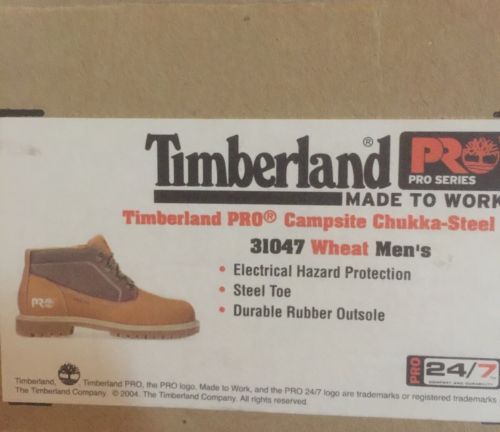 Timberland® PRO®
PRO SERIES
MADE TO WORK
Timberland PRO® Campsite Chukka-Steel
31047 Wheat Men's
• Electrical Hazard Protection
• Steel Toe
• Durable Rubber Outsole
PRO
PRO 24/7
COMFORT AND DURABILITY
Timberland, Timberland PRO, the PRO logo, Made to Work, and the PRO 24/7 logo are trademarks or registered trademarks
The Timberland Company. © 2004. The Timberland Company. All rights reserved.